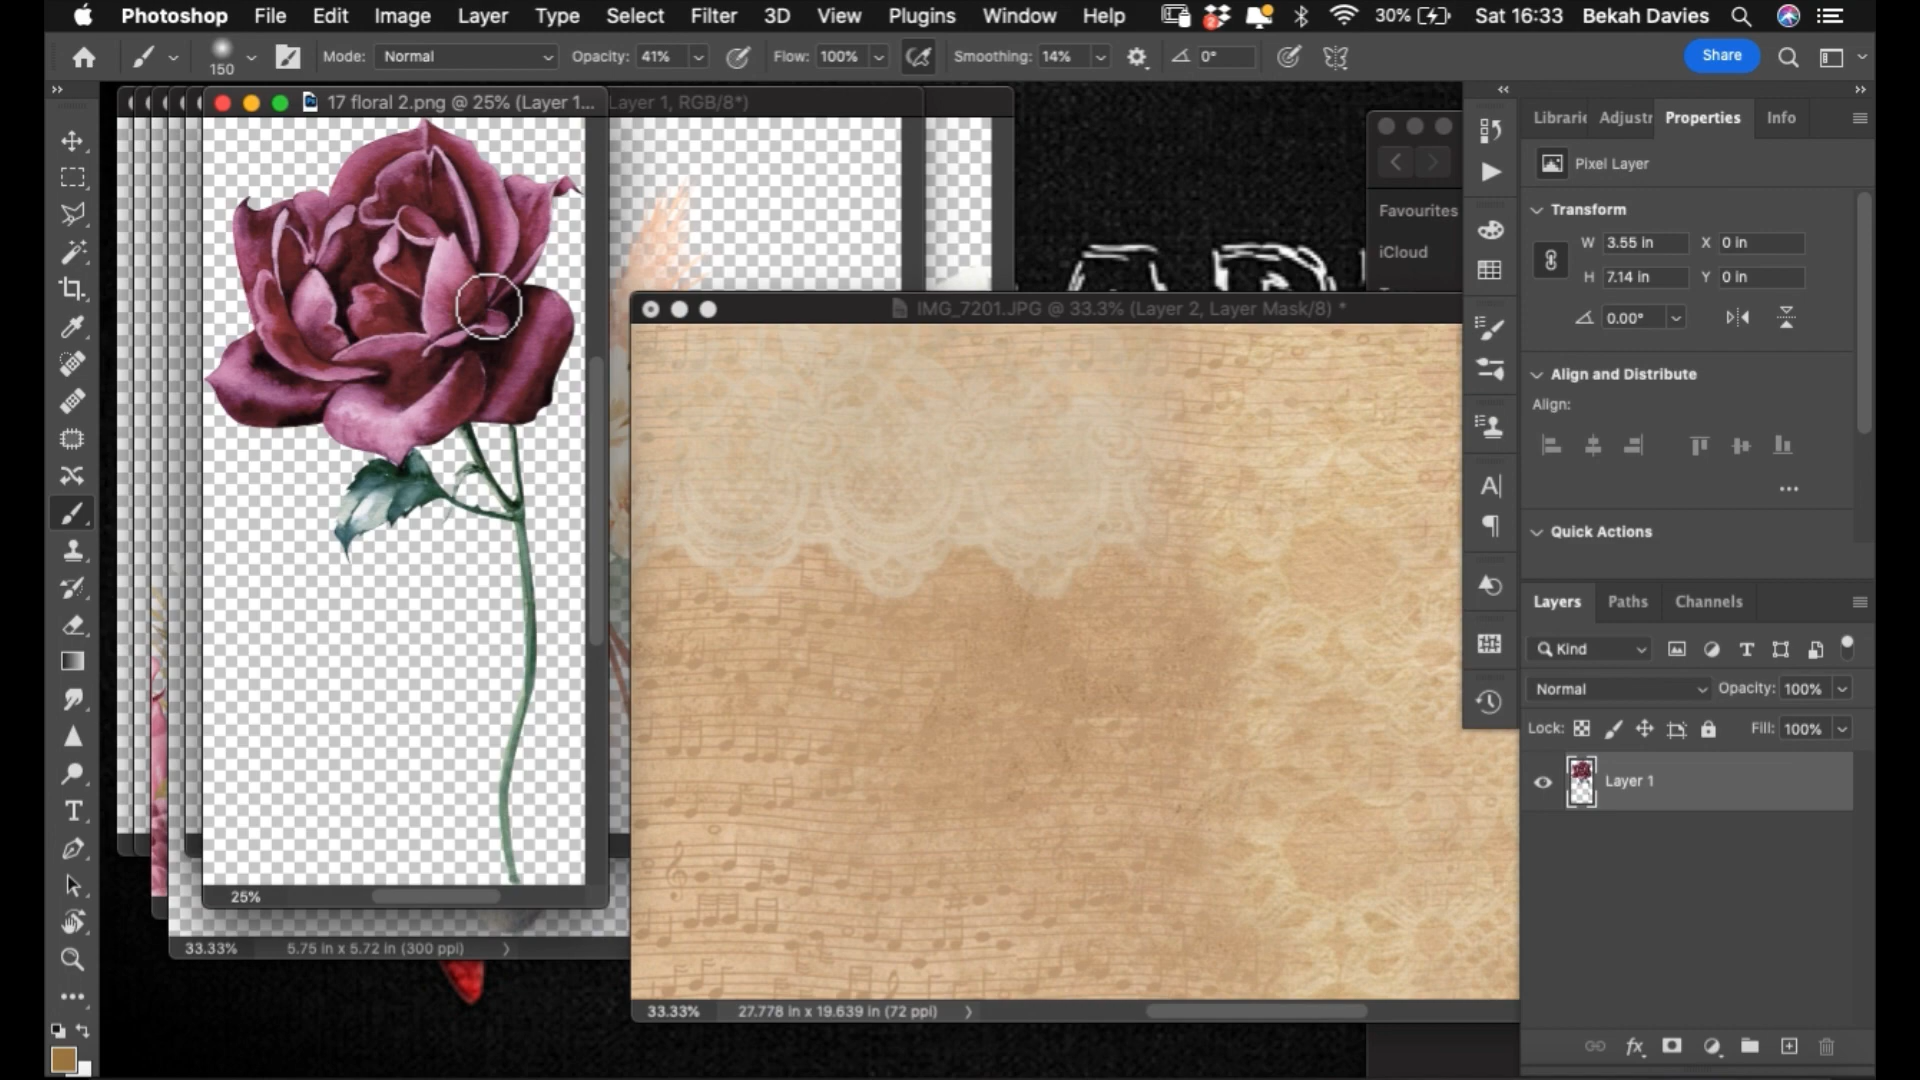 Photoshop File Edit Image Layer Type Select Filter 3D View Plugins Window Help 2 30% Sat 16:33 Bekah Davies
150 Mode: Normal Opacity: 41% Flow: 100% Smoothing: 14% 0° Share
17 floral 2.png @ 25% (Layer 1... Layer 1, RGB/8*)
Librarie Adjustr Properties Info
Pixel Layer
Favourites
iCloud
Transform
W 3.55 in X 0 in
H 7.14 in Y 0 in
0.00°
IMG_7201.JPG @ 33.3% (Layer 2, Layer Mask/8) *
Align and Distribute
Align:
Quick Actions
Layers Paths Channels
Kind
Normal Opacity: 100%
Lock: Fill: 100%
Layer 1
25%
33.33% 5.75 in x 5.72 in (300 ppi)
33.33% 27.778 in x 19.639 in (72 ppi)